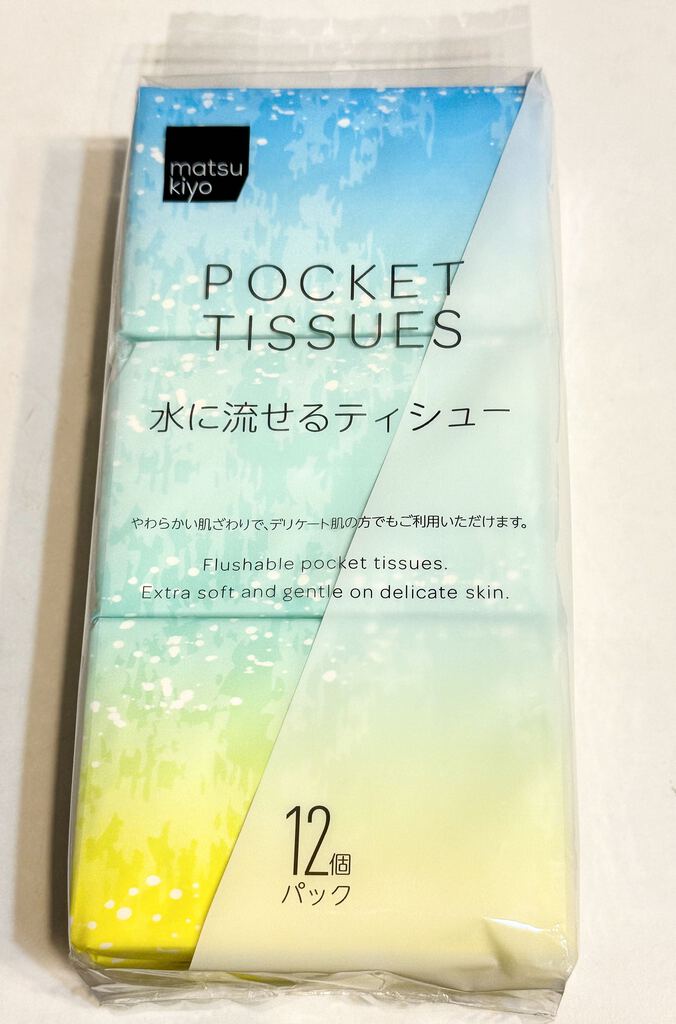 matsu
kiyo
POCKET
TISSUES
水に流せるティシュー
やわらかい肌ざわりで、デリケート肌の方でもご利用いただけます。
Flushable pocket tissues.
Extra soft and gentle on delicate skin.
12個
パック